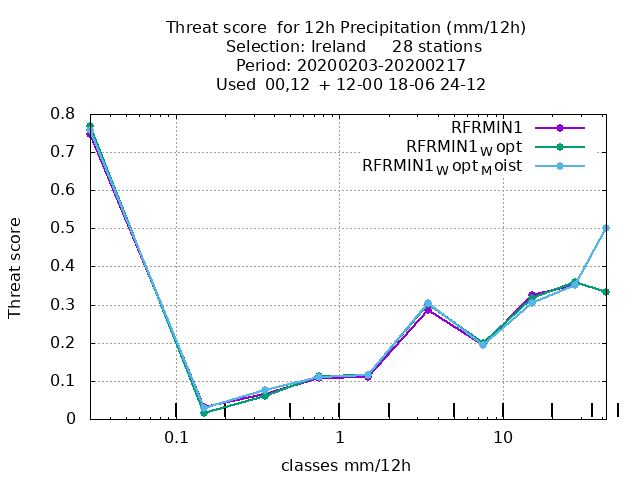 Threat score  for 12h Precipitation (mm/12h)
Selection: Ireland     28 stations
Period: 20200203-20200217
Used  00,12  + 12-00 18-06 24-12
RFRMIN1
RFRMIN1Wopt
RFRMIN1WoptMoist
Threat score
0.8
0.7
0.6
0.5
0.4
0.3
0.2
0.1
0
0.1 1 10
classes mm/12h